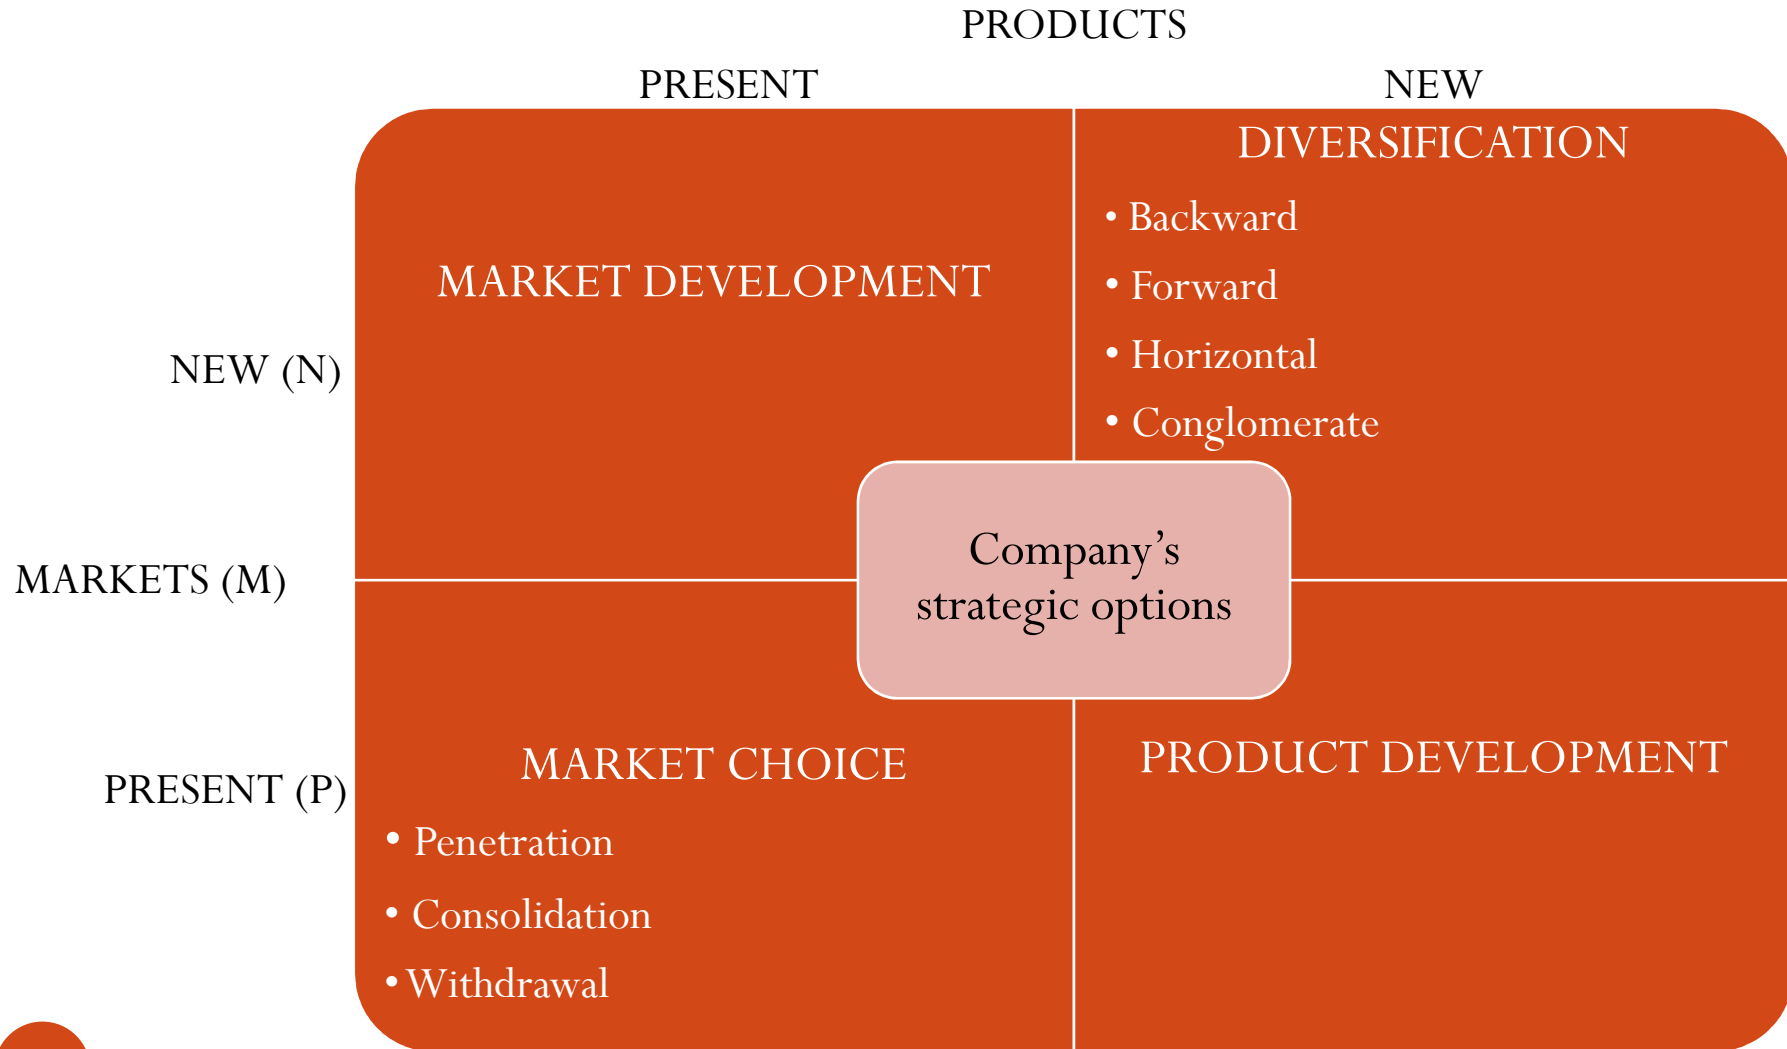 PRODUCTS
PRESENT
NEW
NEW (N)
MARKETS (M)
PRESENT (P)
MARKET DEVELOPMENT
DIVERSIFICATION
• Backward
• Forward
• Horizontal
• Conglomerate
Company’s
strategic options
MARKET CHOICE
• Penetration
• Consolidation
• Withdrawal
PRODUCT DEVELOPMENT